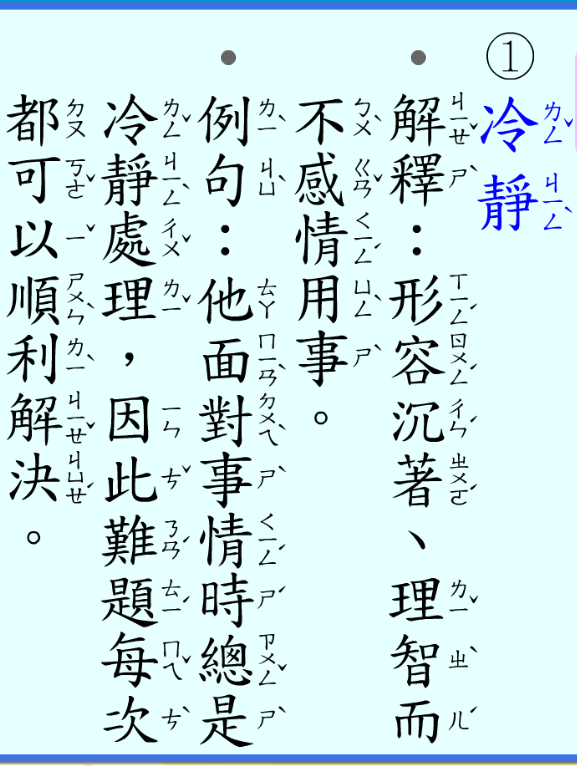 ①冷靜
解釋：形容沉著、理智而
不感情用事。
例句：他面對事情時總是
冷靜處理，因此難題每次
都可以順利解決。